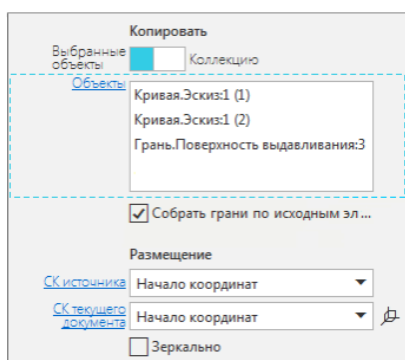 Копировать
Выбранные
объекты
Коллекцию
Объекты
Кривая.Эскиз:1 (1)
Кривая.Эскиз:1 (2)
Грань.Поверхность выдавливания:3
Собрать грани по исходным эл ...
Размещение
СК источника
Начало координат
СК текущего
документа
Начало координат
Зеркально